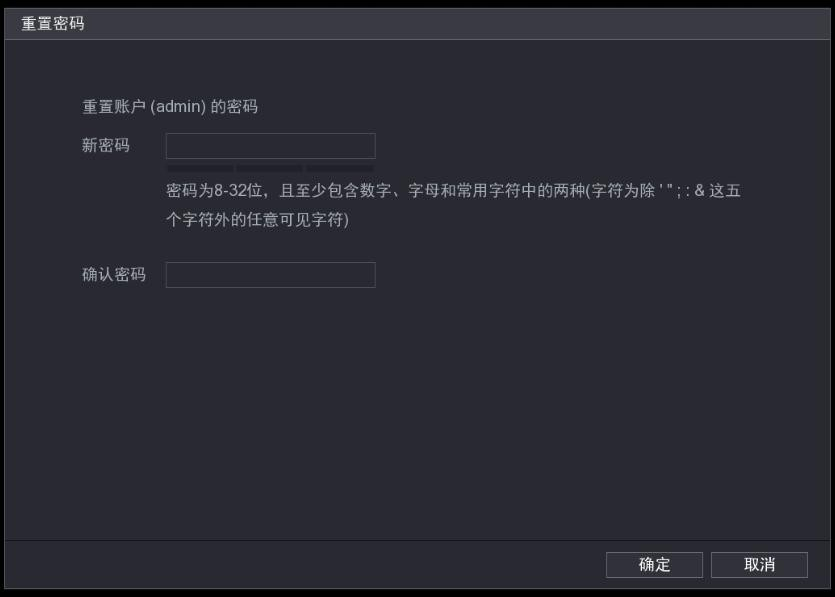 重置密码
重置账户 (admin) 的密码
新密码
密码为8-32位，且至少包含数字、字母和常用字符中的两种(字符为除 ' " ; : & 这五
个字符外的任意可见字符)
确认密码
确定 取消